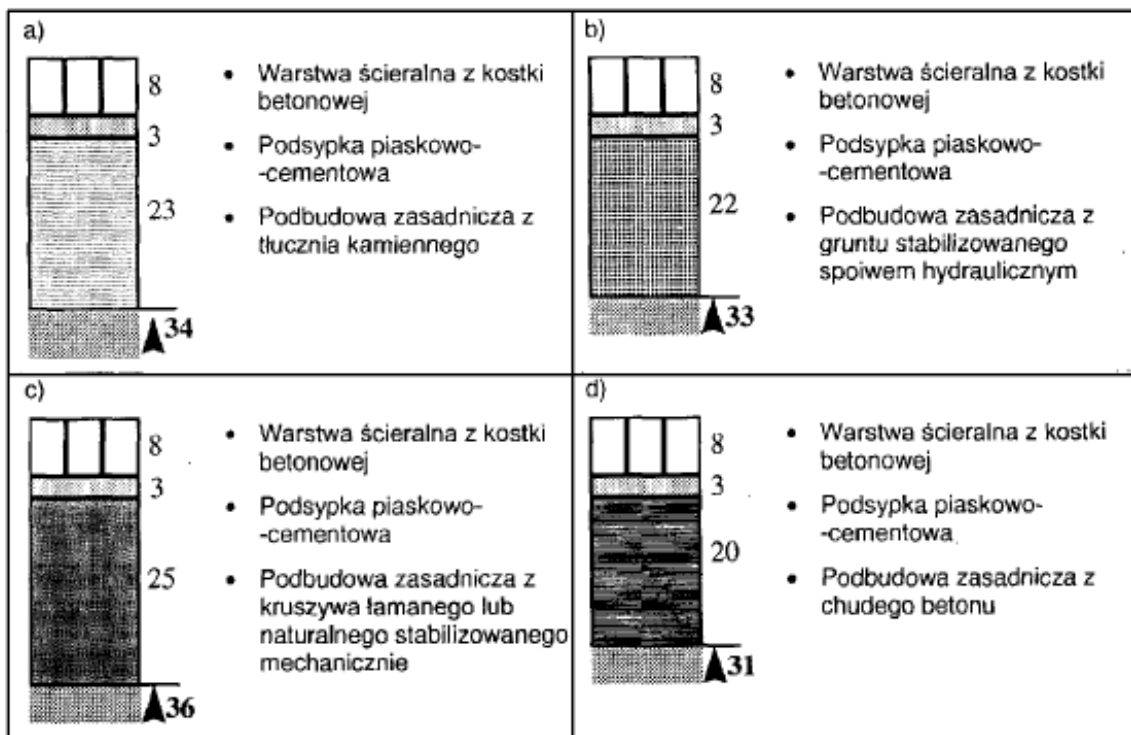 a)
8
3
23
34
• Warstwa ścieralna z kostki
betonowej
• Podsypka piaskowo-
-cementowa
• Podbudowa zasadnicza z
tłucznia kamiennego
b)
8
3
22
33
• Warstwa ścieralna z kostki
betonowej
• Podsypka piaskowo-
-cementowa
• Podbudowa zasadnicza z
gruntu stabilizowanego
spoiwem hydraulicznym
c)
8
3
25
36
• Warstwa ścieralna z kostki
betonowej
• Podsypka piaskowo-
-cementowa
• Podbudowa zasadnicza z
kruszywa łamanego lub
naturalnego stabilizowanego
mechanicznie
d)
8
3
20
31
• Warstwa ścieralna z kostki
betonowej
• Podsypka piaskowo-
-cementowa
• Podbudowa zasadnicza z
chudego betonu